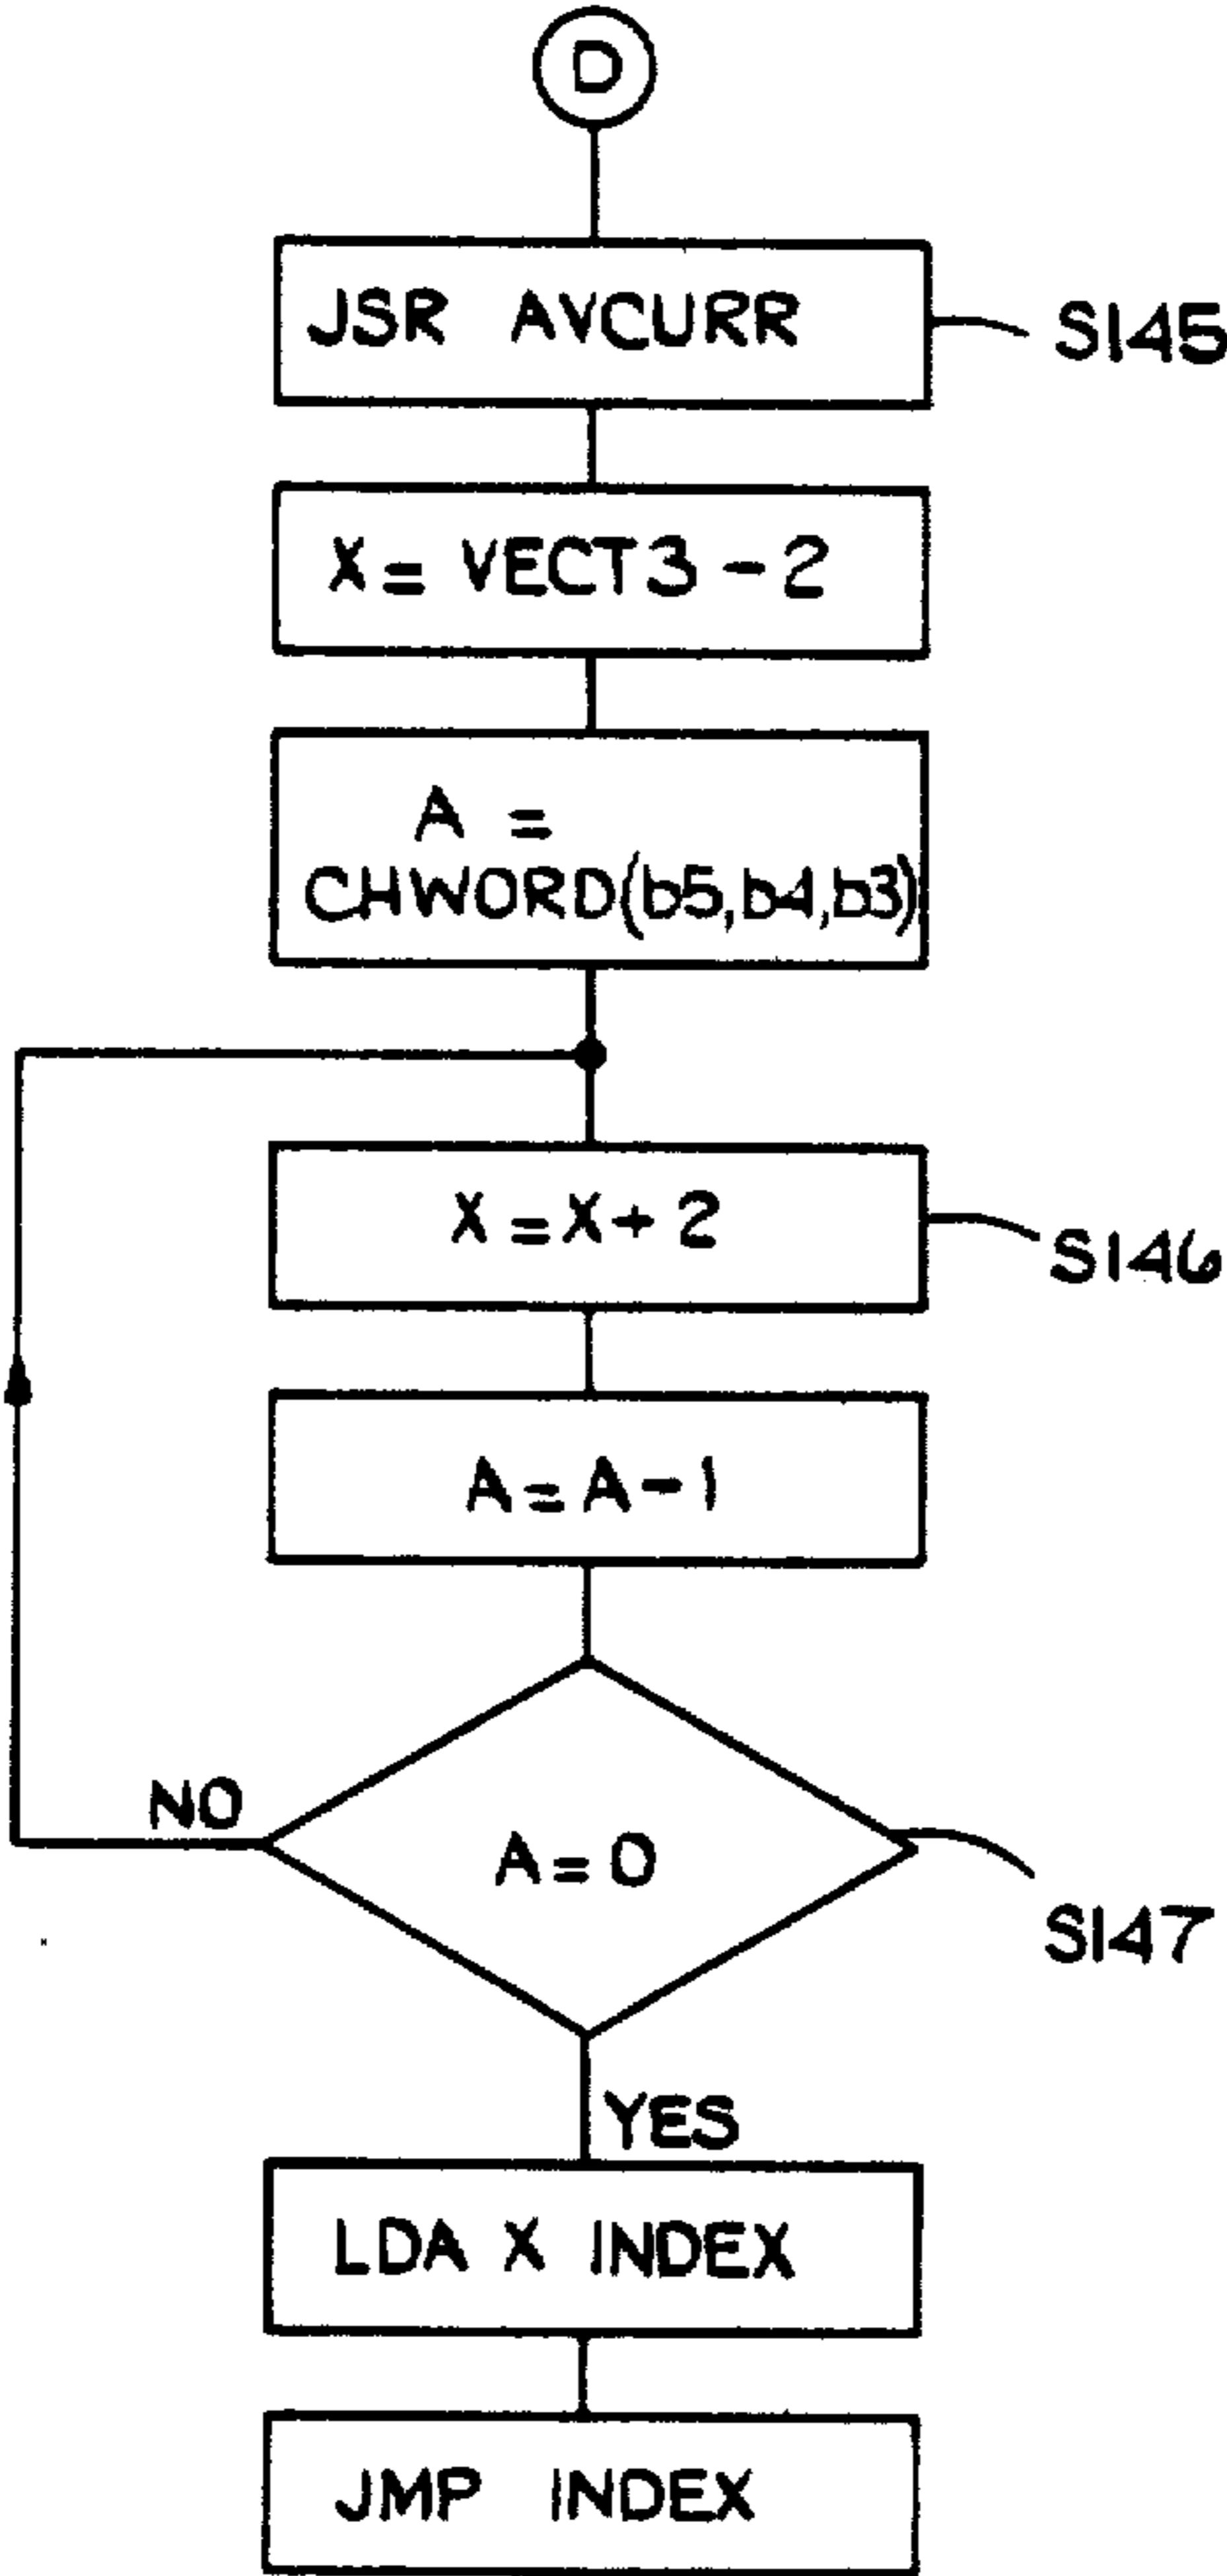 D
JSR AVCURR
S145
X = VECT3 - 2
A =
CHWORD(b5,b4,b3)
X = X + 2
S146
A = A - 1
NO
A = 0
S147
YES
LDA X INDEX
JMP INDEX